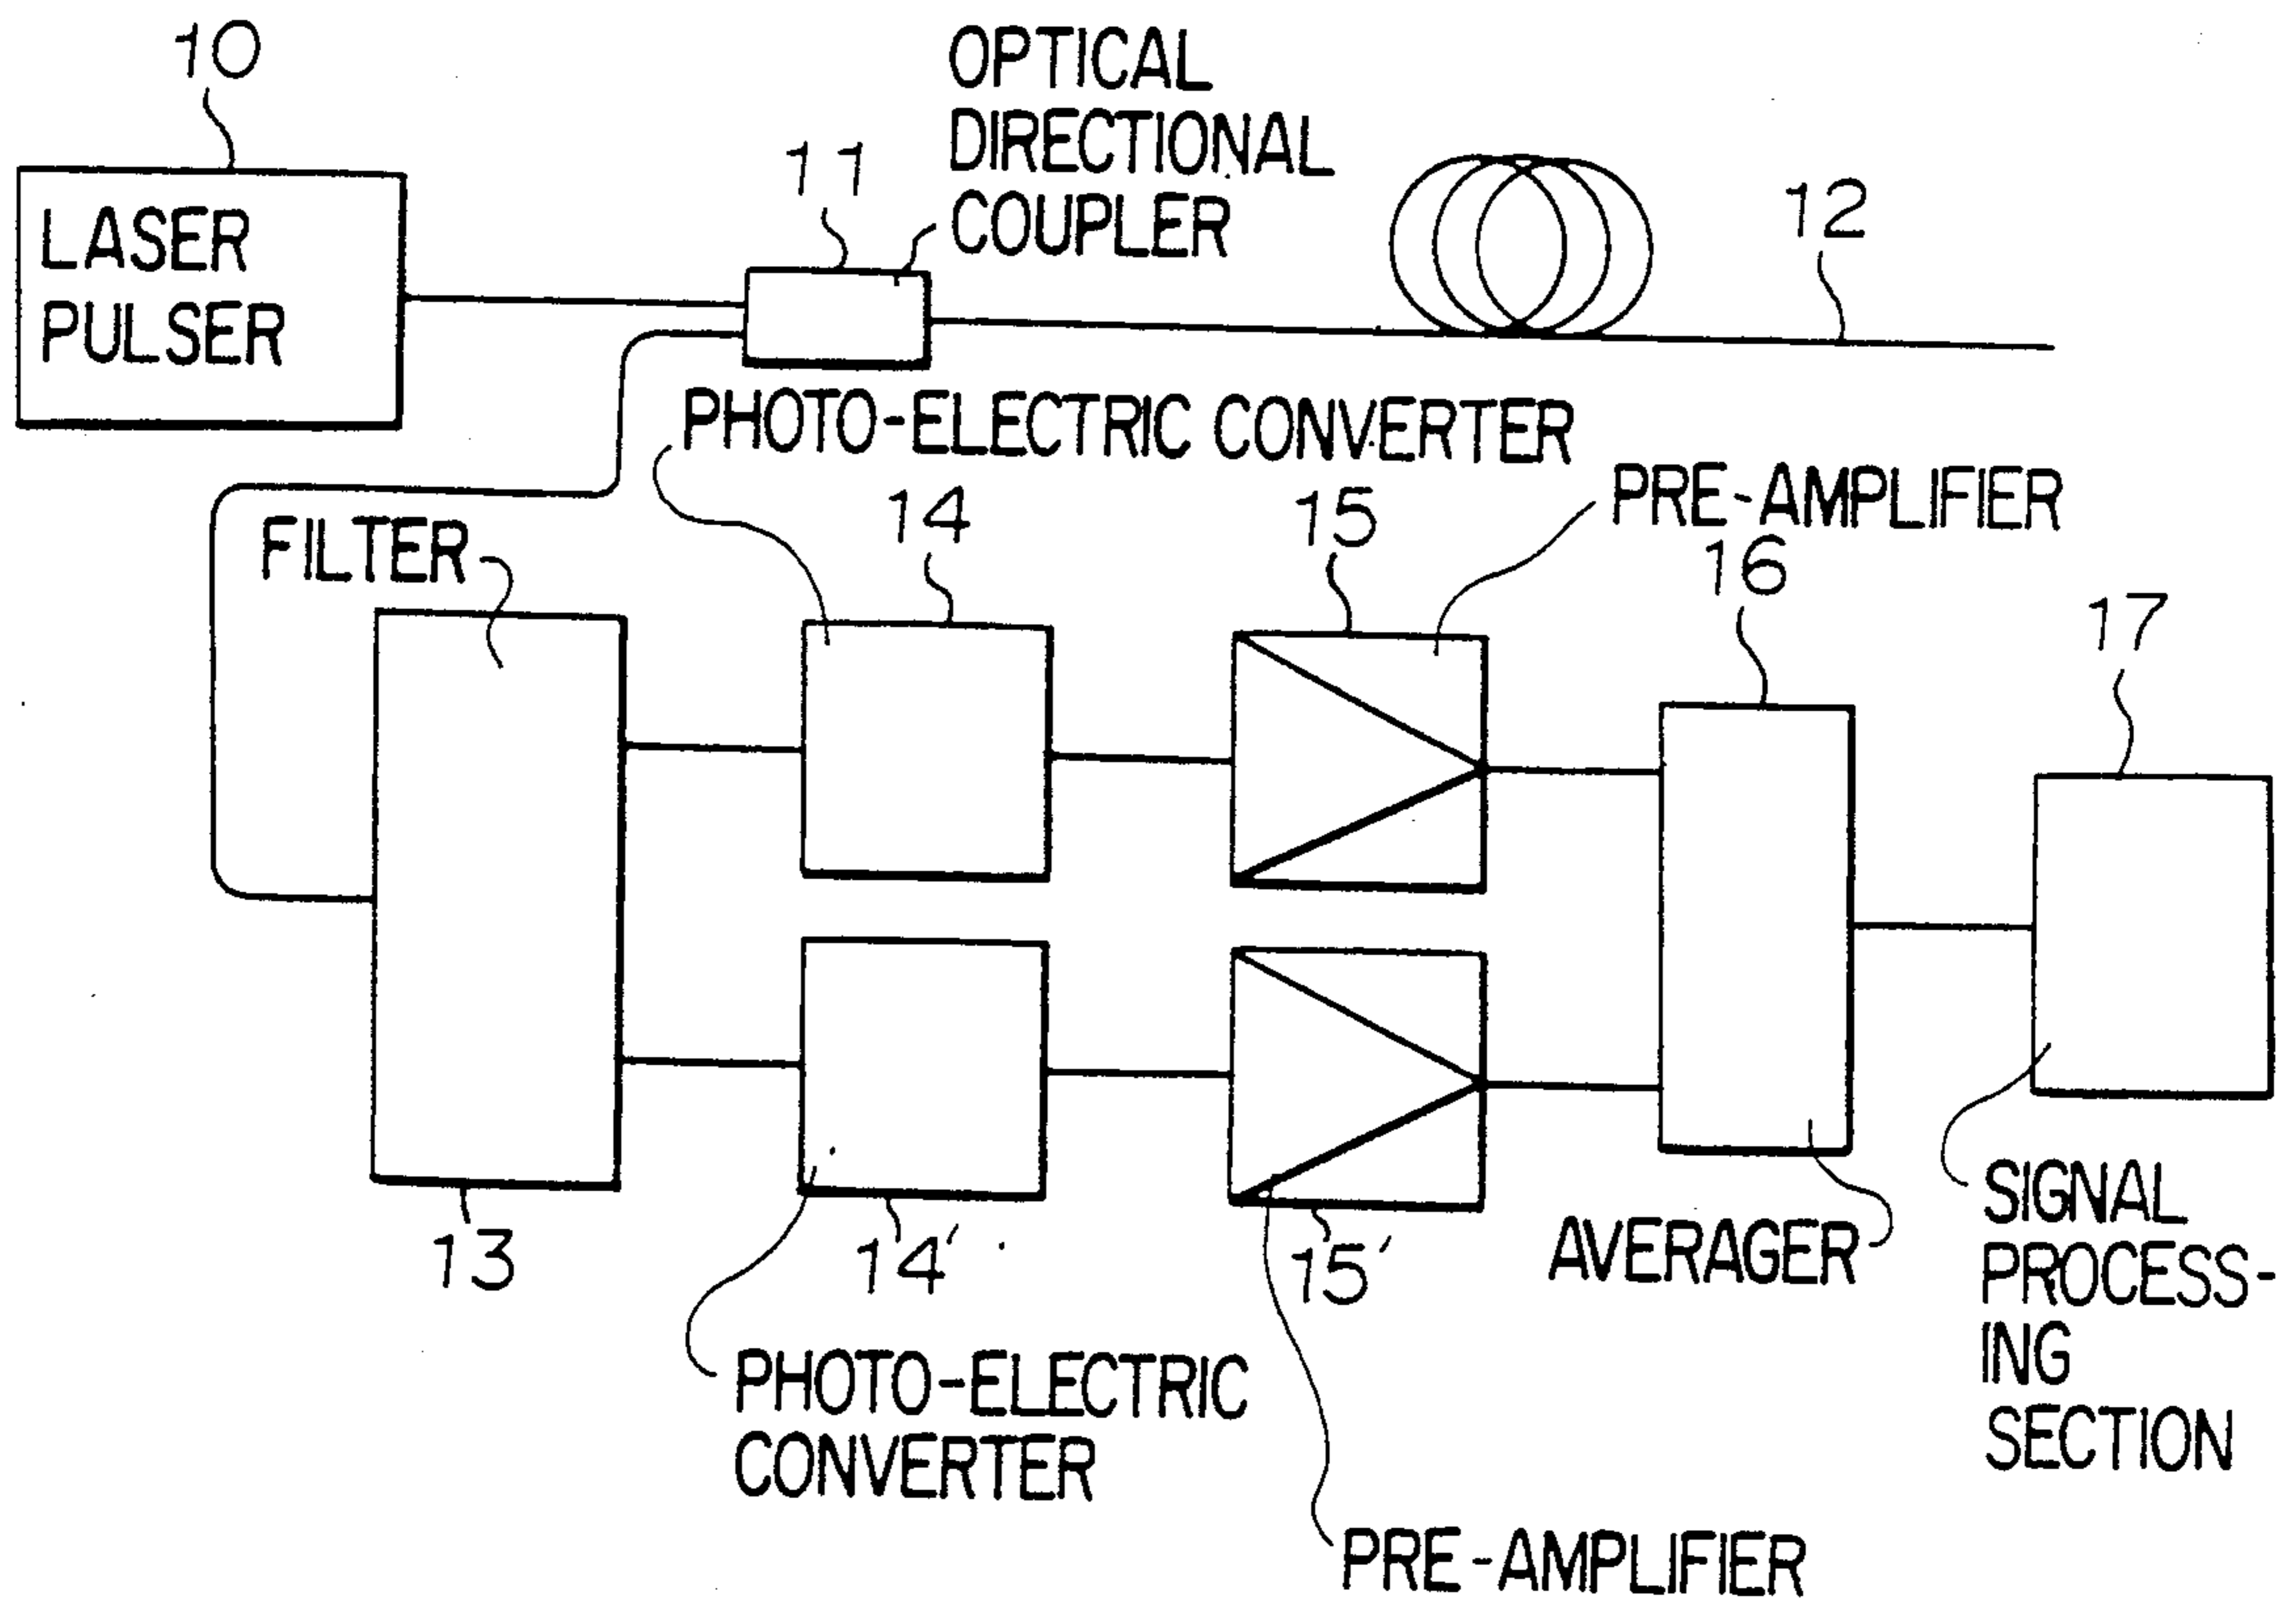 10
OPTICAL
DIRECTIONAL
COUPLER
11
12
LASER
PULSER
PHOTO-ELECTRIC CONVERTER
PRE-AMPLIFIER
FILTER
14
15
16
17
13
14'
15'
AVERAGER
SIGNAL
PROCESS-
ING
SECTION
PHOTO-ELECTRIC
CONVERTER
PRE-AMPLIFIER